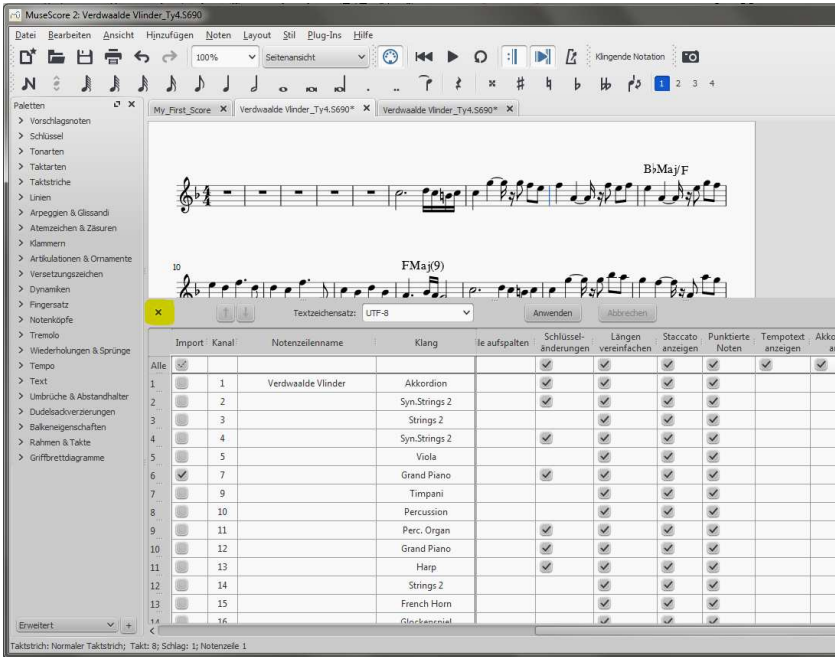 MuseScore 2: Verdwaalde Vlinder_Ty4.S690
Datei Bearbeiten Ansicht Hinzufügen Noten Layout Stil Plug-Ins Hilfe
100% Seitenansicht Klingende Notation
1 2 3 4
Paletten
My_First_Score X Verdwaalde Vlinder_Ty4.S690* X Verdwaalde Vlinder_Ty4.S690* X
> Vorschlagsnoten
> Schlüssel
> Tonarten
> Taktarten
> Taktstriche
> Linien
> Arpeggien & Glissandi
> Atemzeichen & Zäsuren
> Klammern
> Artikulationen & Ornamente
> Versetzungszeichen
> Dynamiken
> Fingersatz
> Notenköpfe
> Tremolo
> Wiederholungen & Sprünge
> Tempo
> Text
> Umbrüche & Abstandhalter
> Dudelsackverzierungen
> Balkeneigenschaften
> Rahmen & Takte
> Griffbrettdiagramme
Erweitert +
B♭Maj/F
10
FMaj(9)
Textzeichensatz: UTF-8 Anwenden Abbrechen
Import Kanal Notenzeilenname Klang le aufspalten Schlüssel-änderungen Längen vereinfachen Staccato anzeigen Punktierte Noten Tempotext anzeigen Akko
Alle
1 1 Verdwaalde Vlinder Akkordion
2 2 Syn.Strings 2
3 3 Strings 2
4 4 Syn.Strings 2
5 5 Viola
6 7 Grand Piano
7 9 Timpani
8 10 Percussion
9 11 Perc. Organ
10 12 Grand Piano
11 13 Harp
12 14 Strings 2
13 15 French Horn
14 16 Glockenspiel
Taktstrich: Normaler Taktstrich; Takt: 8; Schlag: 1; Notenzeile 1